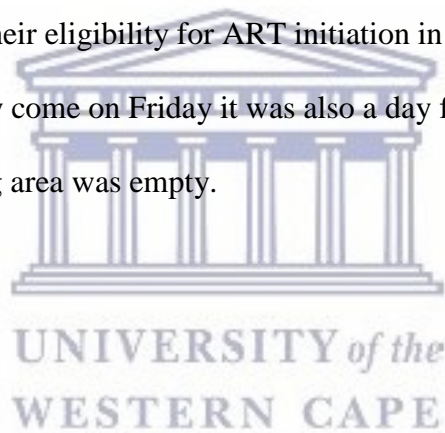 heir eligibility for ART initiation in
come on Friday it was also a day f
area was empty.
UNIVERSITY of the
WESTERN CAPE